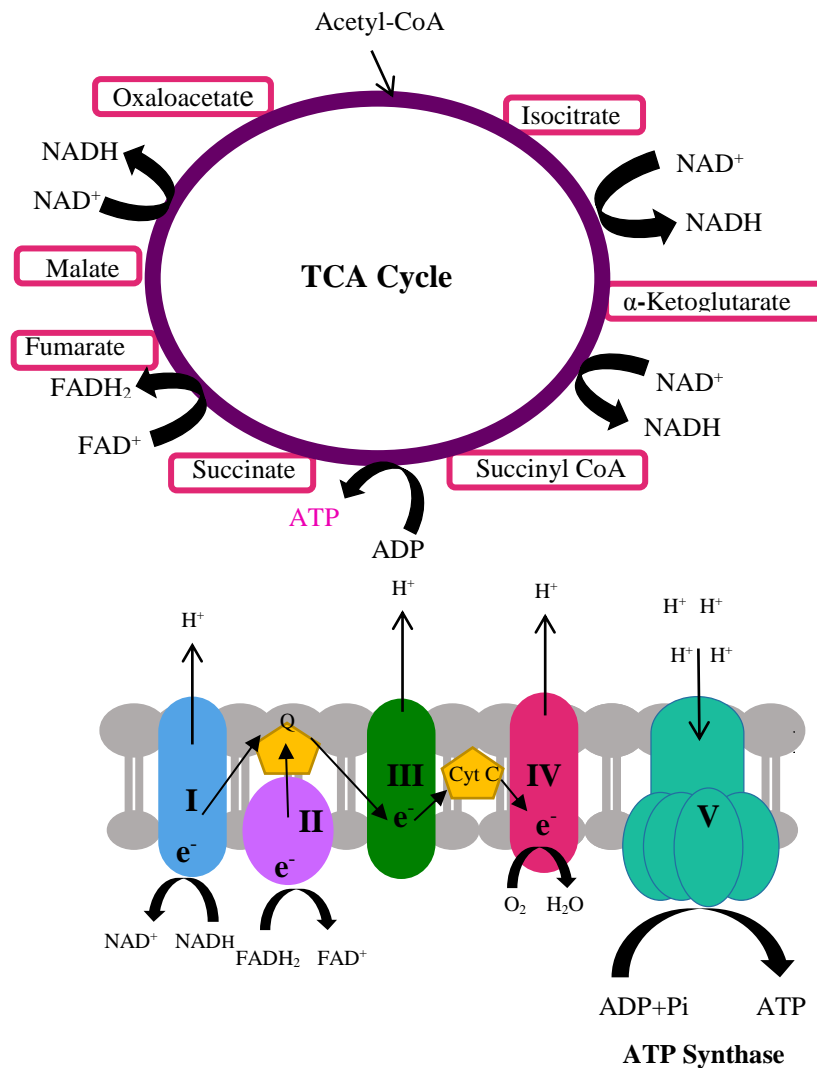 Acetyl-CoA
Oxaloacetate
Isocitrate
NADH
NAD⁺
NAD⁺
NADH
Malate
TCA Cycle
α-Ketoglutarate
Fumarate
FADH₂
FAD⁺
NAD⁺
NADH
Succinate
Succinyl CoA
ATP
ADP
H⁺
H⁺
H⁺
H⁺ H⁺
H⁺ H⁺
Q
I
II
III
Cyt C
IV
V
e⁻
e⁻
e⁻
e⁻
NAD⁺
NADH
FADH₂
FAD⁺
O₂
H₂O
ADP+Pi
ATP
ATP Synthase